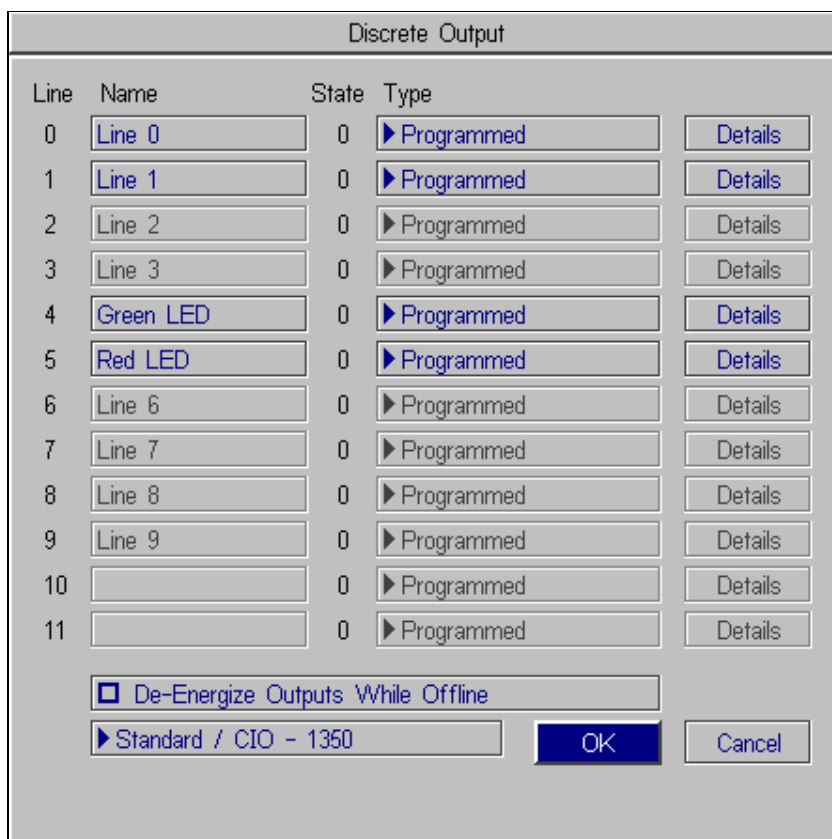 Discrete Output
Line Name State Type
0 Line 0 0 Programmed Details
1 Line 1 0 Programmed Details
2 Line 2 0 Programmed Details
3 Line 3 0 Programmed Details
4 Green LED 0 Programmed Details
5 Red LED 0 Programmed Details
6 Line 6 0 Programmed Details
7 Line 7 0 Programmed Details
8 Line 8 0 Programmed Details
9 Line 9 0 Programmed Details
10 0 Programmed Details
11 0 Programmed Details
De-Energize Outputs While Offline
Standard / CIO - 1350 OK Cancel